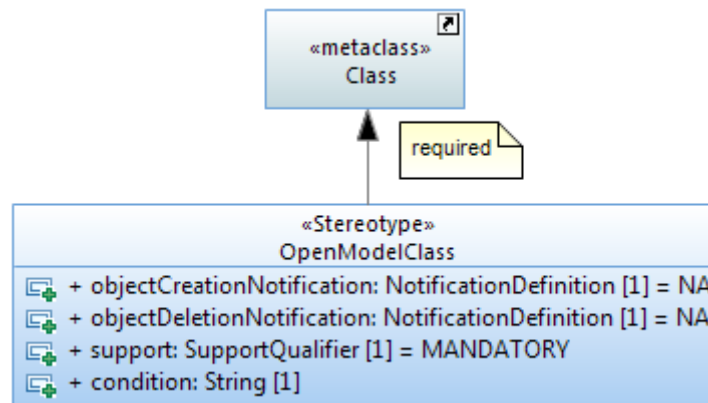 «metaclass»
Class
required
«Stereotype»
OpenModelClass
+ objectCreationNotification: NotificationDefinition [1] = NA
+ objectDeletionNotification: NotificationDefinition [1] = NA
+ support: SupportQualifier [1] = MANDATORY
+ condition: String [1]